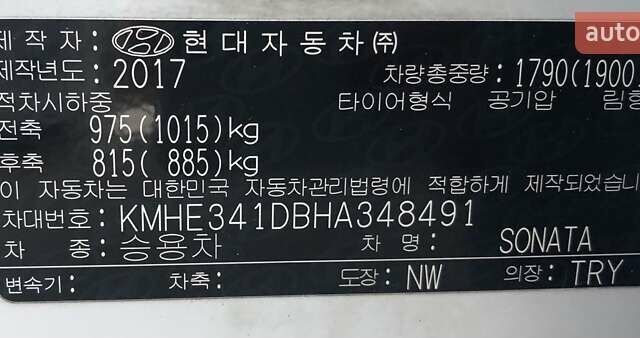 제 작 자 : 현대자동차㈜
auto
제작년도: 2017 차량총중량: 1790(1900
적차시하중 타이어형식 공기압 림형
전축 975(1015)kg
후축 815( 885)kg
이 자동차는 대한민국 자동차관리법령에 적합하게 제작되었습
차대번호: KMHE341DBHA348491
차 종: 승용차 차 명: SONATA
변속기: 차축: 도장: NW 의장: TRY